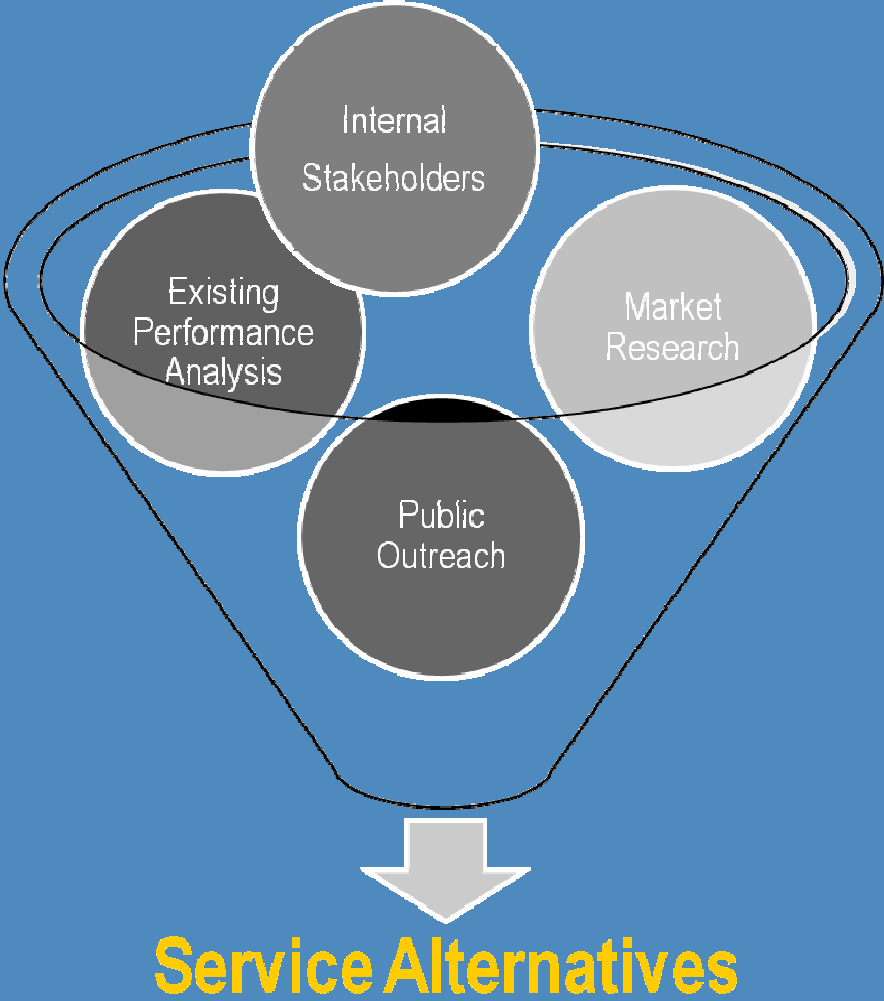 Internal
Stakeholders
Existing
Performance
Analysis
Market
Research
Public
Outreach
Service Alternatives